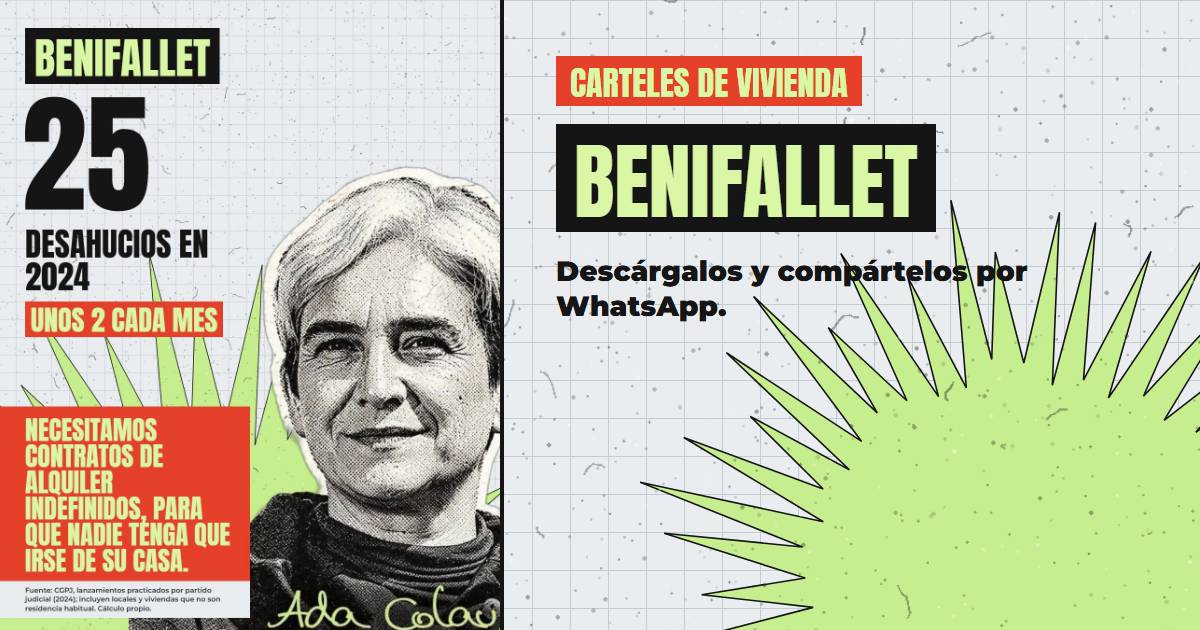 BENIFALLET
25
DESAHUCIOS EN
2024
UNOS 2 CADA MES
NECESITAMOS
CONTRATOS DE
ALQUILER
INDEFINIDOS, PARA
QUE NADIE TENGA QUE
IRSE DE SU CASA.
Fuente: CGPJ, lanzamientos practicados por partido
judicial (2024); incluyen locales y viviendas que no son
residencia habitual. Cálculo propio.
Ada Colau
CARTELES DE VIVIENDA
BENIFALLET
Descárgalos y compártelos por
WhatsApp.